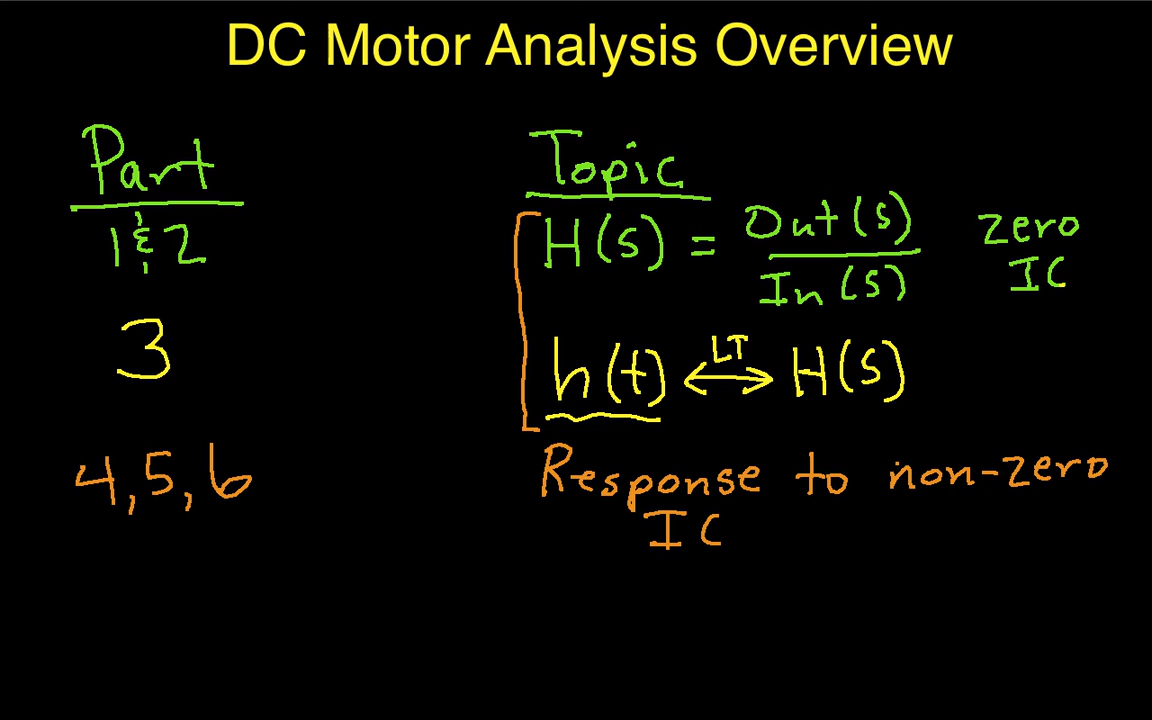 DC Motor Analysis Overview
Part Topic
1 & 2 H(s) = Out(s) / In(s) zero IC
3 h(t) <-LT-> H(s)
4, 5, 6 Response to non-zero
IC